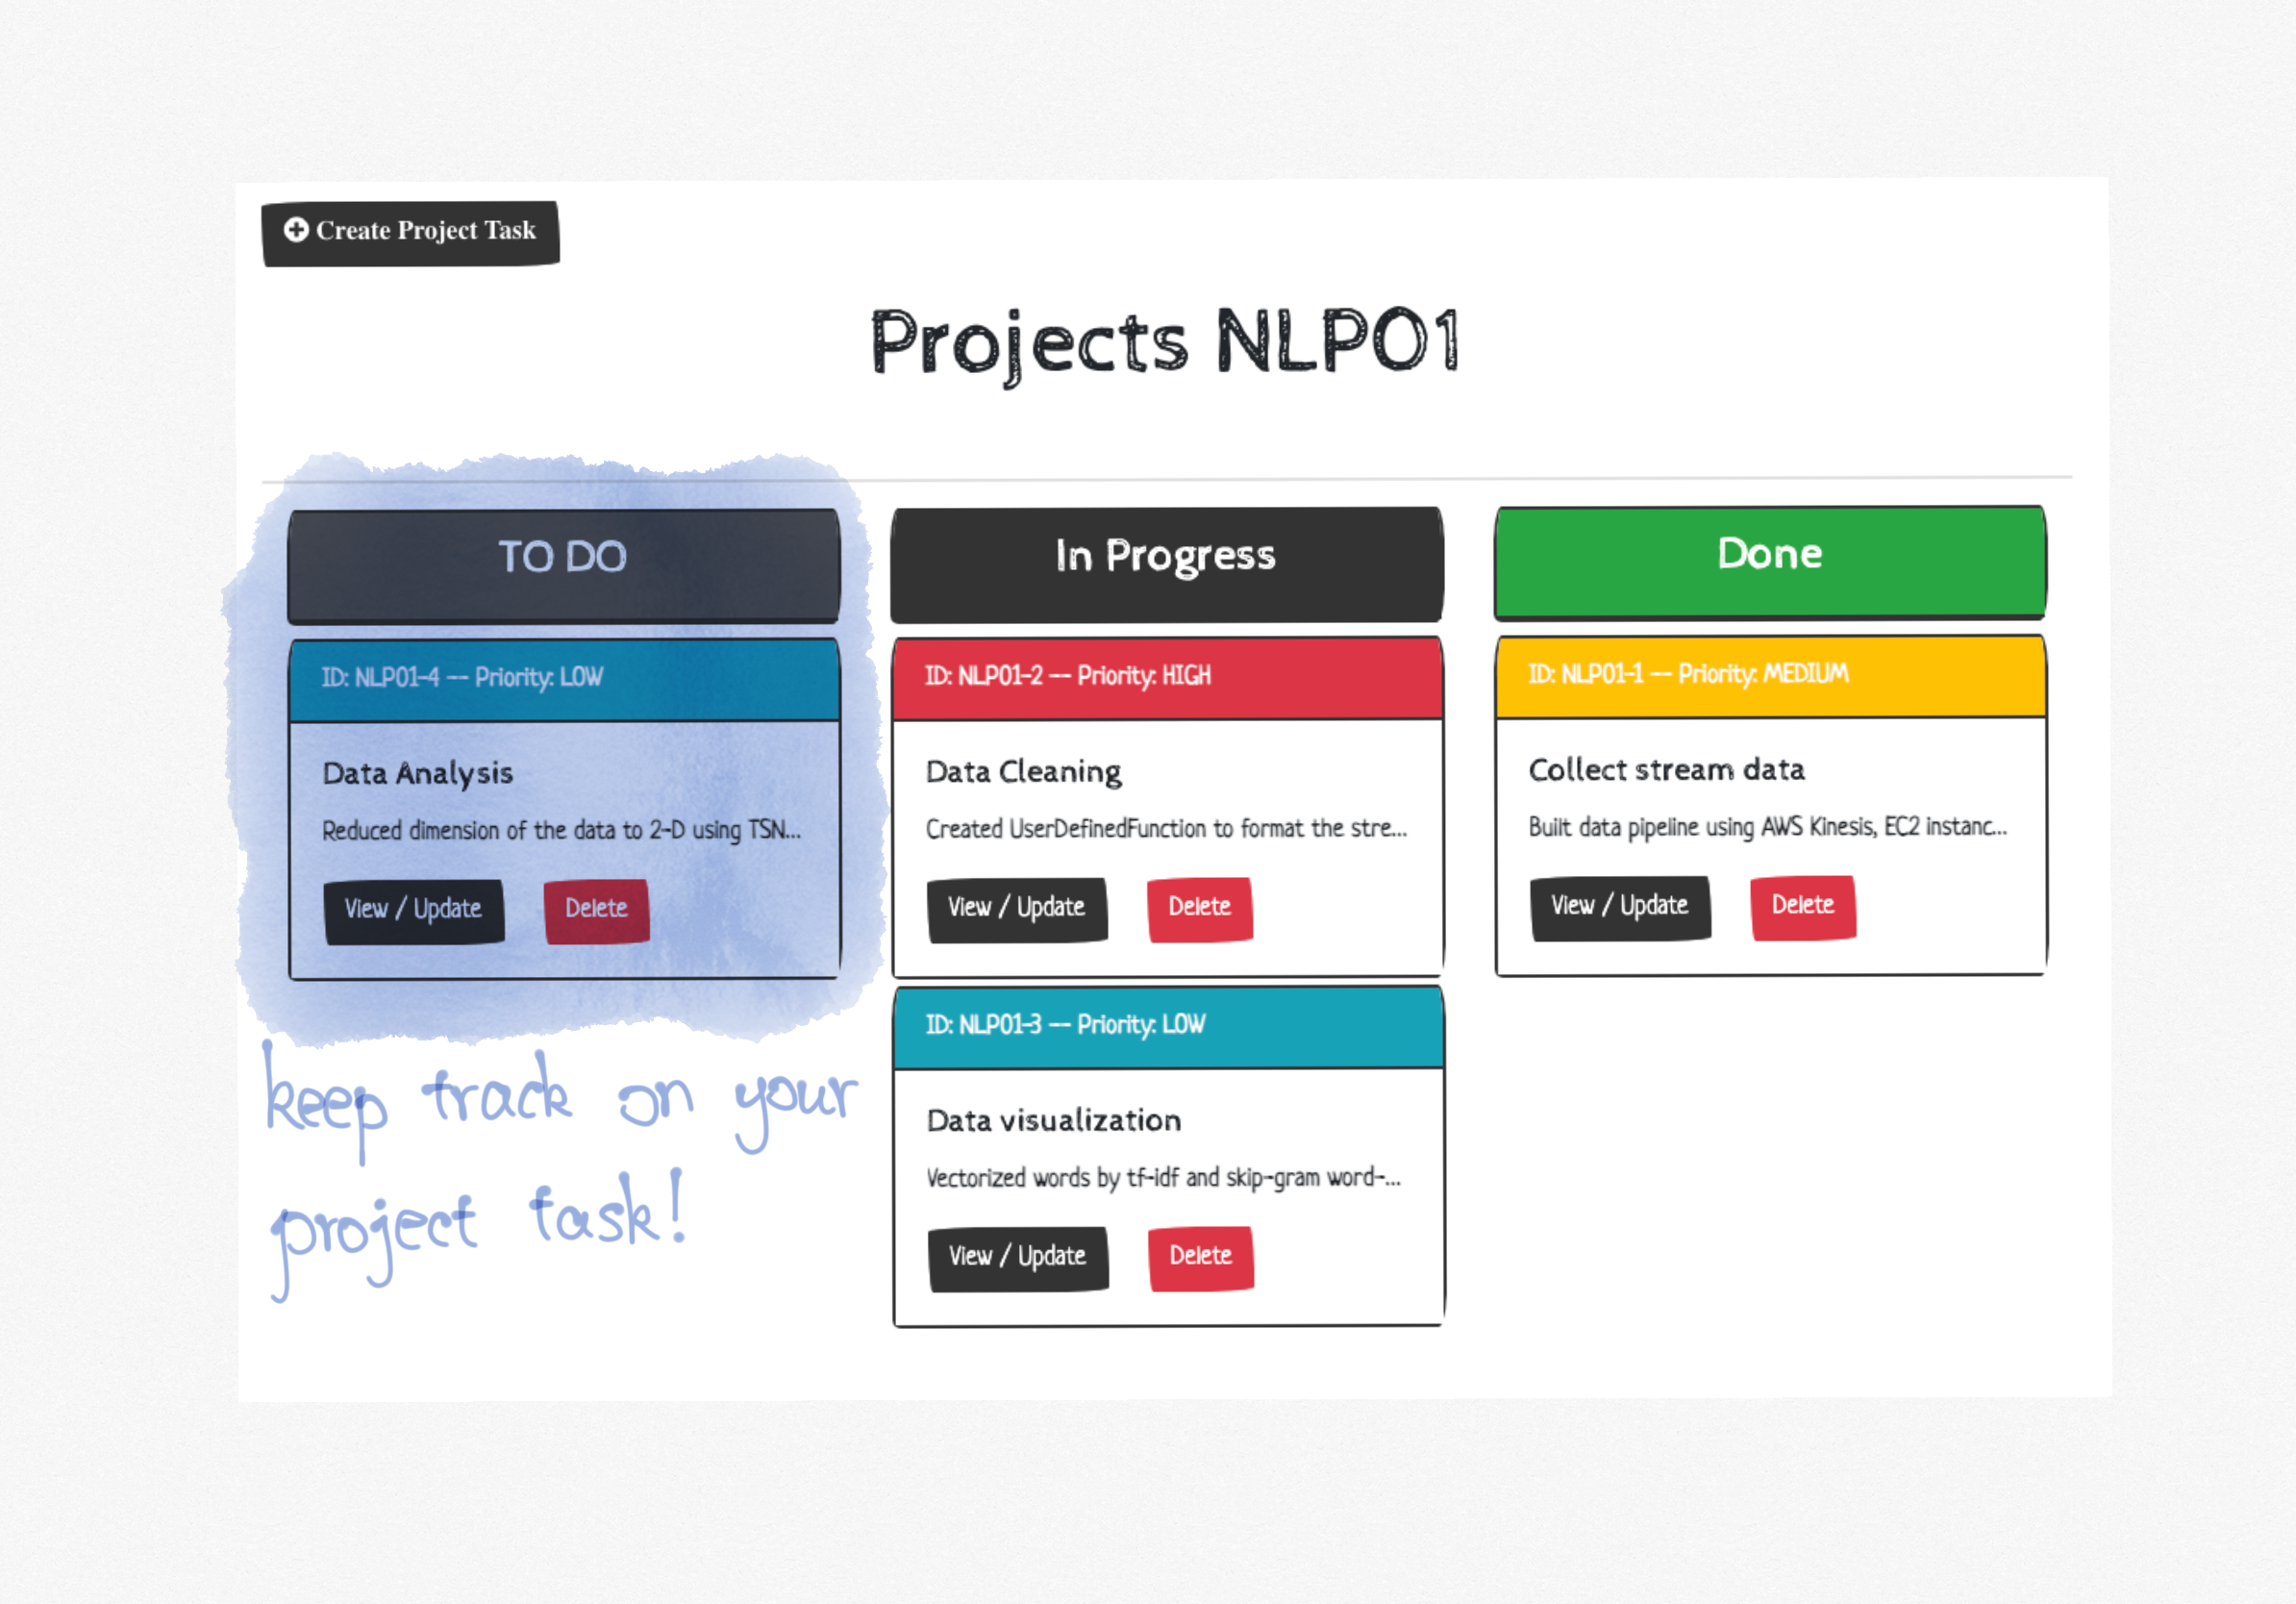 Create Project Task
Projects NLP01
TO DO
ID: NLP01-4 -- Priority: LOW
Data Analysis
Reduced dimension of the data to 2-D using TSN...
View / Update
Delete
keep track on your
project task!
In Progress
ID: NLP01-2 -- Priority: HIGH
Data Cleaning
Created UserDefinedFunction to format the stre...
View / Update
Delete
ID: NLP01-3 -- Priority: LOW
Data visualization
Vectorized words by tf-idf and skip-gram word-...
View / Update
Delete
Done
ID: NLP01-1 -- Priority: MEDIUM
Collect stream data
Built data pipeline using AWS Kinesis, EC2 instanc...
View / Update
Delete